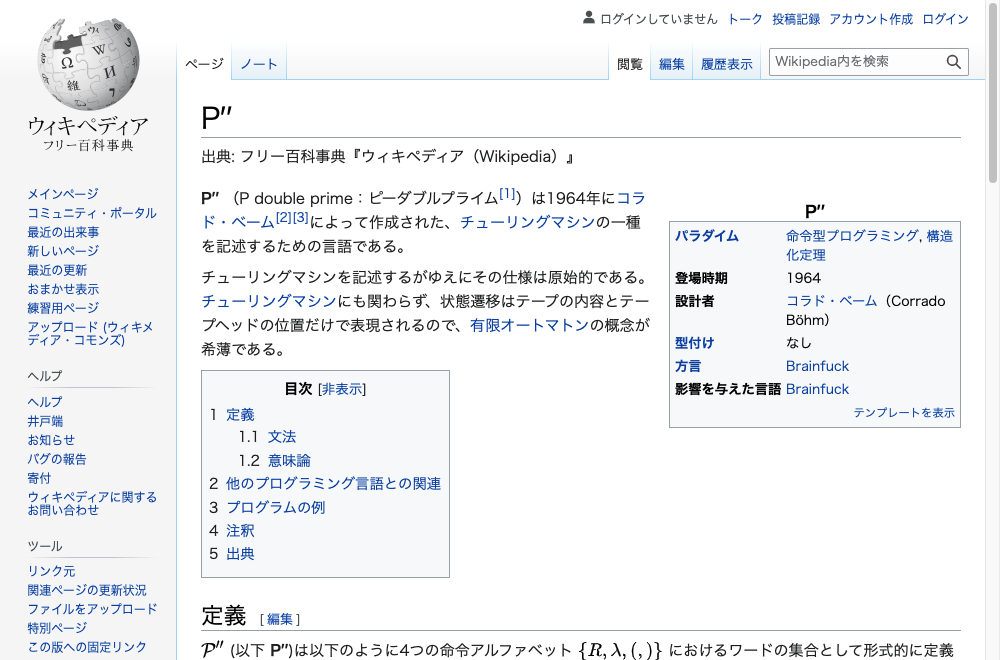 ログインしていません トーク 投稿記録 アカウント作成 ログイン
ページ ノート 閲覧 編集 履歴表示 Wikipedia内を検索
Ω W 維 И
ウィキペディア
フリー百科事典
メインページ
コミュニティ・ポータル
最近の出来事
新しいページ
最近の更新
おまかせ表示
練習用ページ
アップロード (ウィキメ
ディア・コモンズ)
ヘルプ
ヘルプ
井戸端
お知らせ
バグの報告
寄付
ウィキペディアに関する
お問い合わせ
ツール
リンク元
関連ページの更新状況
ファイルをアップロード
特別ページ
この版への固定リンク
P′′
出典: フリー百科事典『ウィキペディア（Wikipedia）』
P′′ （P double prime：ピーダブルプライム[1]）は1964年にコラ
ド・ベーム[2][3]によって作成された、チューリングマシンの一種
を記述するための言語である。
チューリングマシンを記述するがゆえにその仕様は原始的である。
チューリングマシンにも関わらず、状態遷移はテープの内容とテー
プヘッドの位置だけで表現されるので、有限オートマトンの概念が
希薄である。
P′′
パラダイム 命令型プログラミング, 構造
化定理
登場時期 1964
設計者 コラド・ベーム（Corrado
Böhm）
型付け なし
方言 Brainfuck
影響を与えた言語 Brainfuck
テンプレートを表示
目次 [非表示]
1 定義
1.1 文法
1.2 意味論
2 他のプログラミング言語との関連
3 プログラムの例
4 注釈
5 出典
定義 [ 編集 ]
𝒫′′ (以下 P′′)は以下のように4つの命令アルファベット {R, λ, (, )} におけるワードの集合として形式的に定義